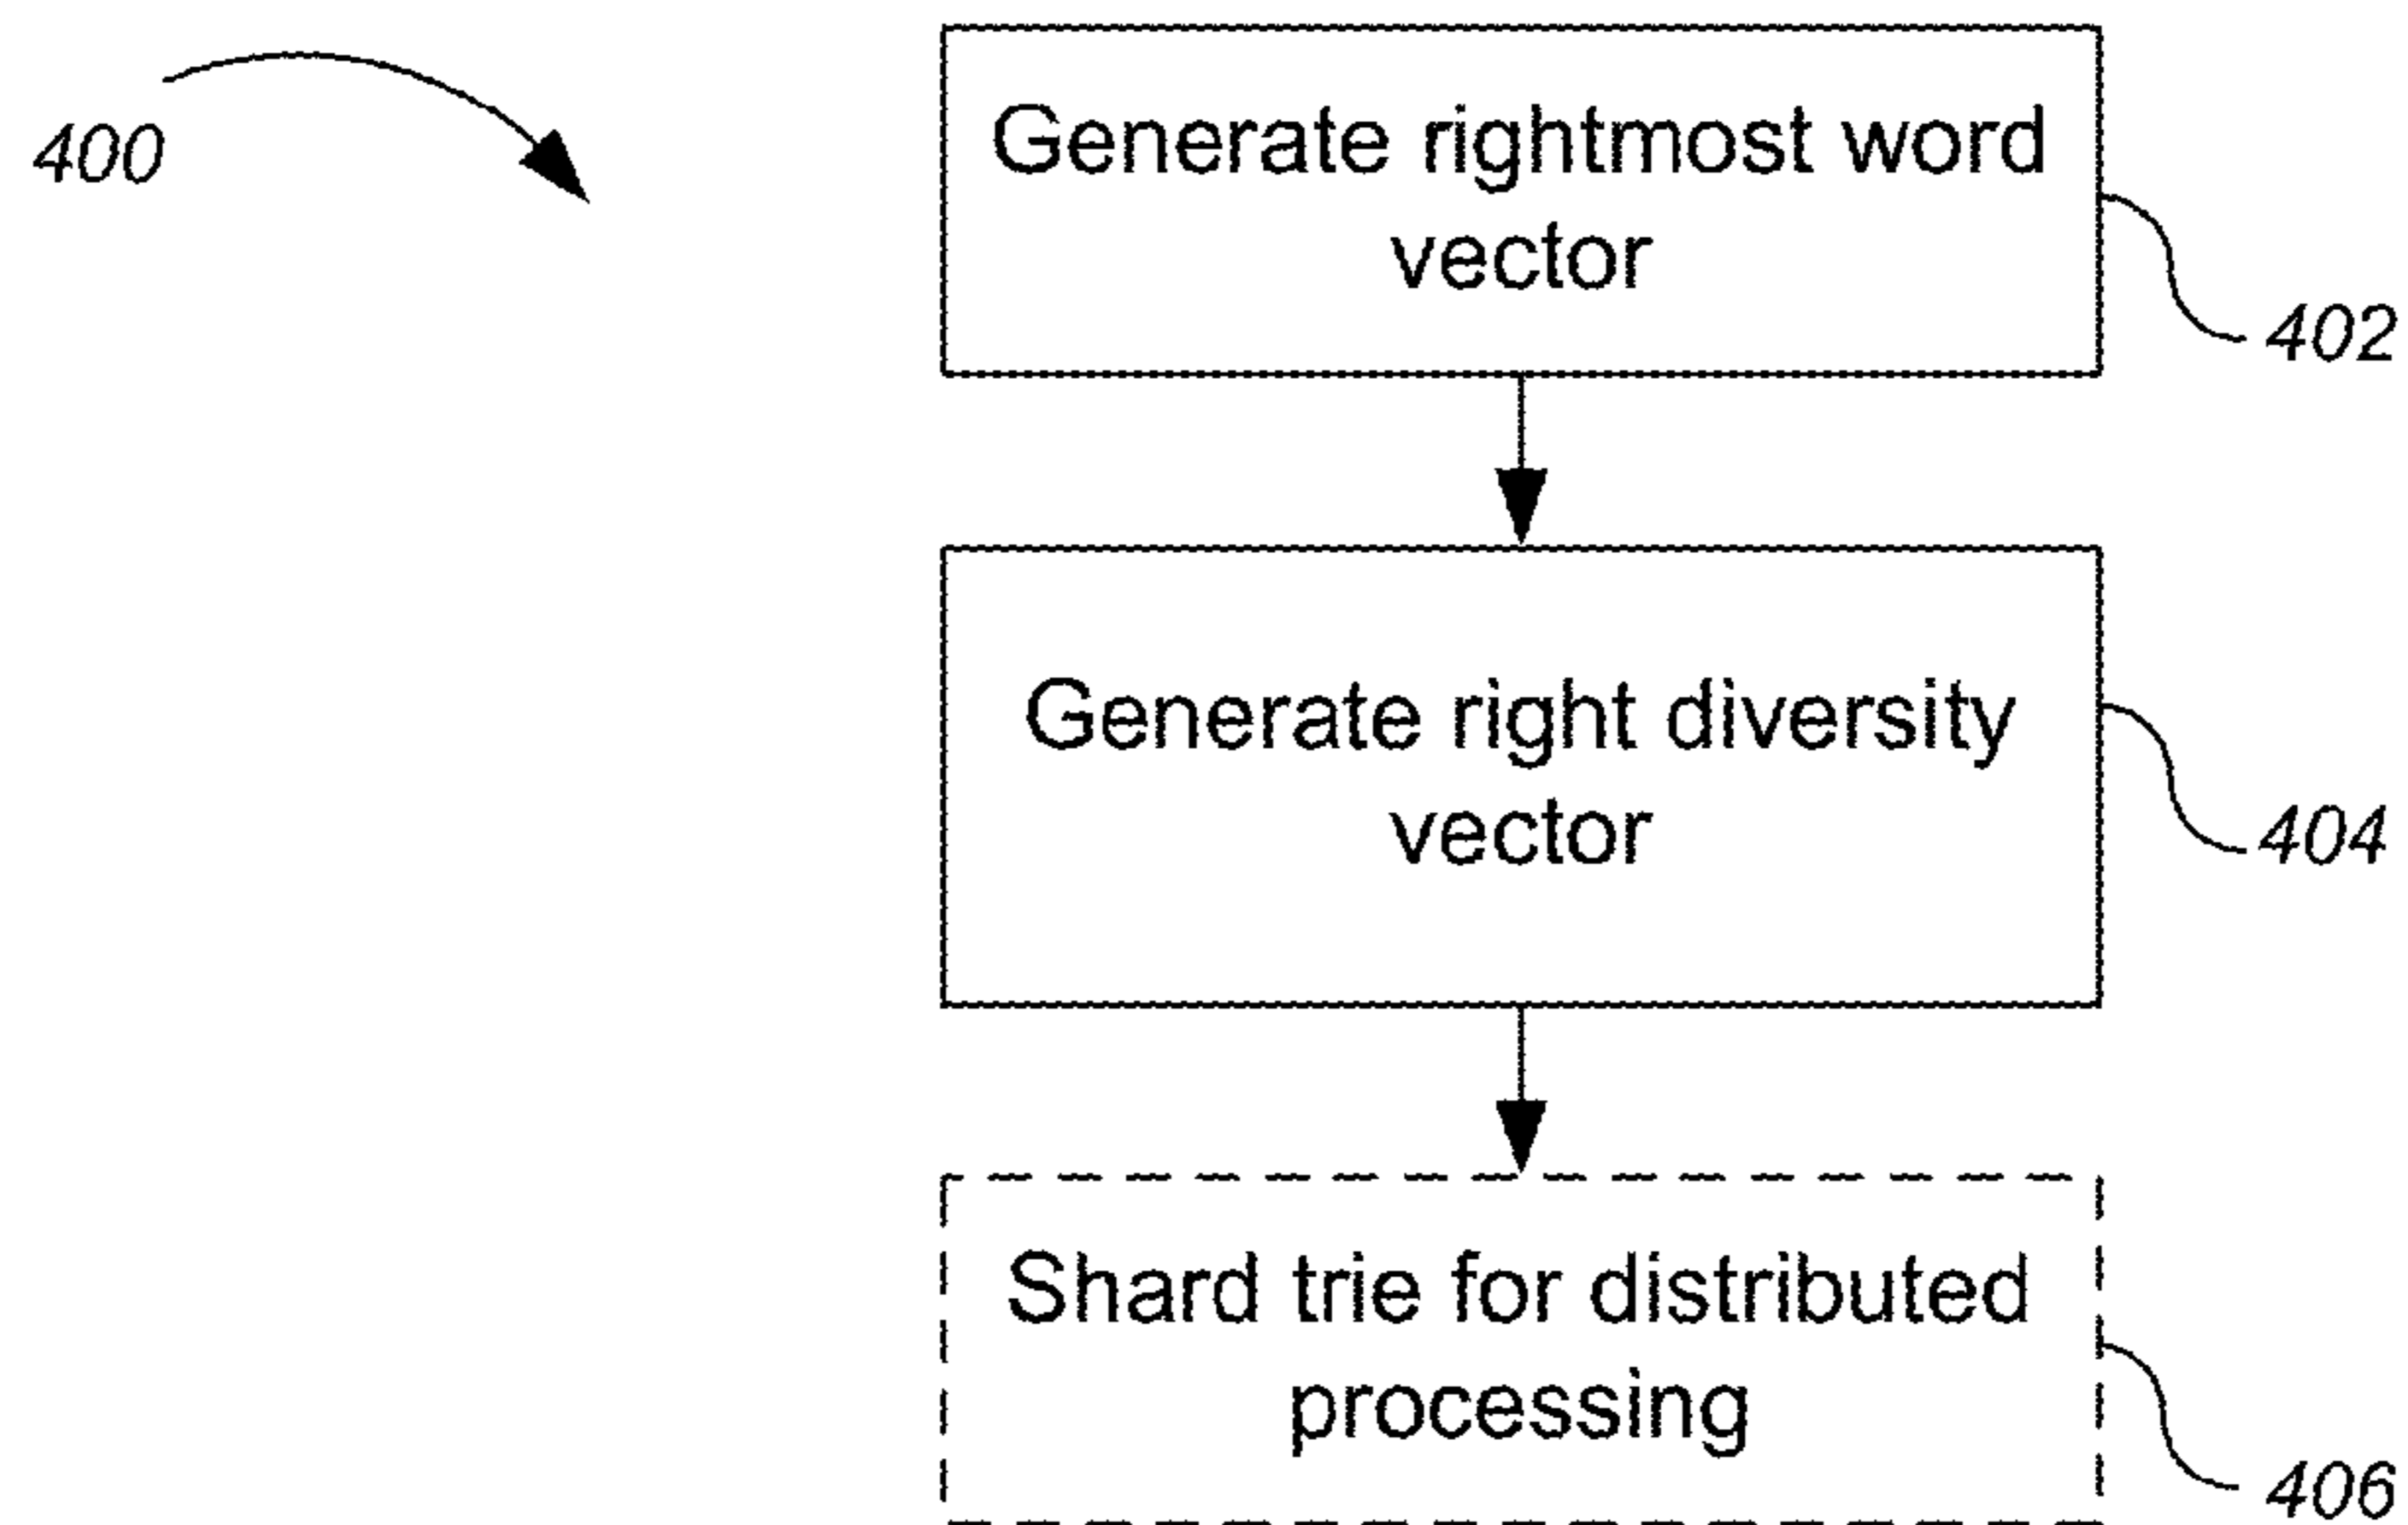 400
Generate rightmost word
vector
402
Generate right diversity
vector
404
Shard trie for distributed
processing
406